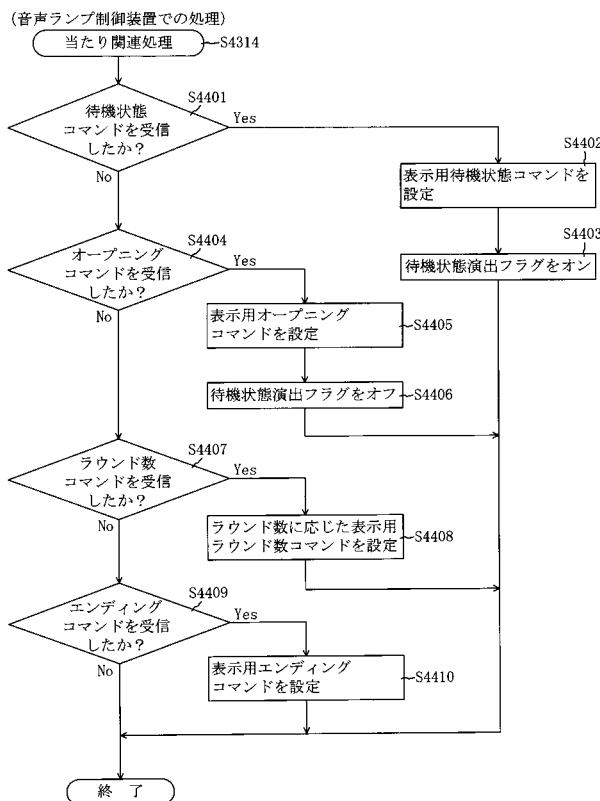 (音声ランプ制御装置での処理)
当たり関連処理
S4314
S4401
待機状態
コマンドを受信
したか?
Yes
No
S4402
表示用待機状態コマンドを
設定
S4403
待機状態演出フラグをオン
S4404
オープニング
コマンドを受信
したか?
Yes
No
表示用オープニング
コマンドを設定
S4405
待機状態演出フラグをオフ
S4406
S4407
ラウンド数
コマンドを受信
したか?
Yes
No
ラウンド数に応じた表示用
ラウンド数コマンドを設定
S4408
S4409
エンディング
コマンドを受信
したか?
Yes
No
表示用エンディング
コマンドを設定
S4410
終 了